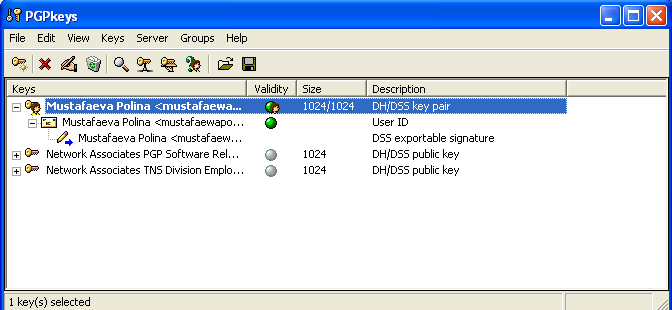 PGPkeys
File Edit View Keys Server Groups Help
Keys Validity Size Description
Mustafaeva Polina <mustafaewa... 1024/1024 DH/DSS key pair
Mustafaeva Polina <mustafaewapo... User ID
Mustafaeva Polina <mustafaew... DSS exportable signature
Network Associates PGP Software Rel... 1024 DH/DSS public key
Network Associates TNS Division Emplo... 1024 DH/DSS public key
1 key(s) selected